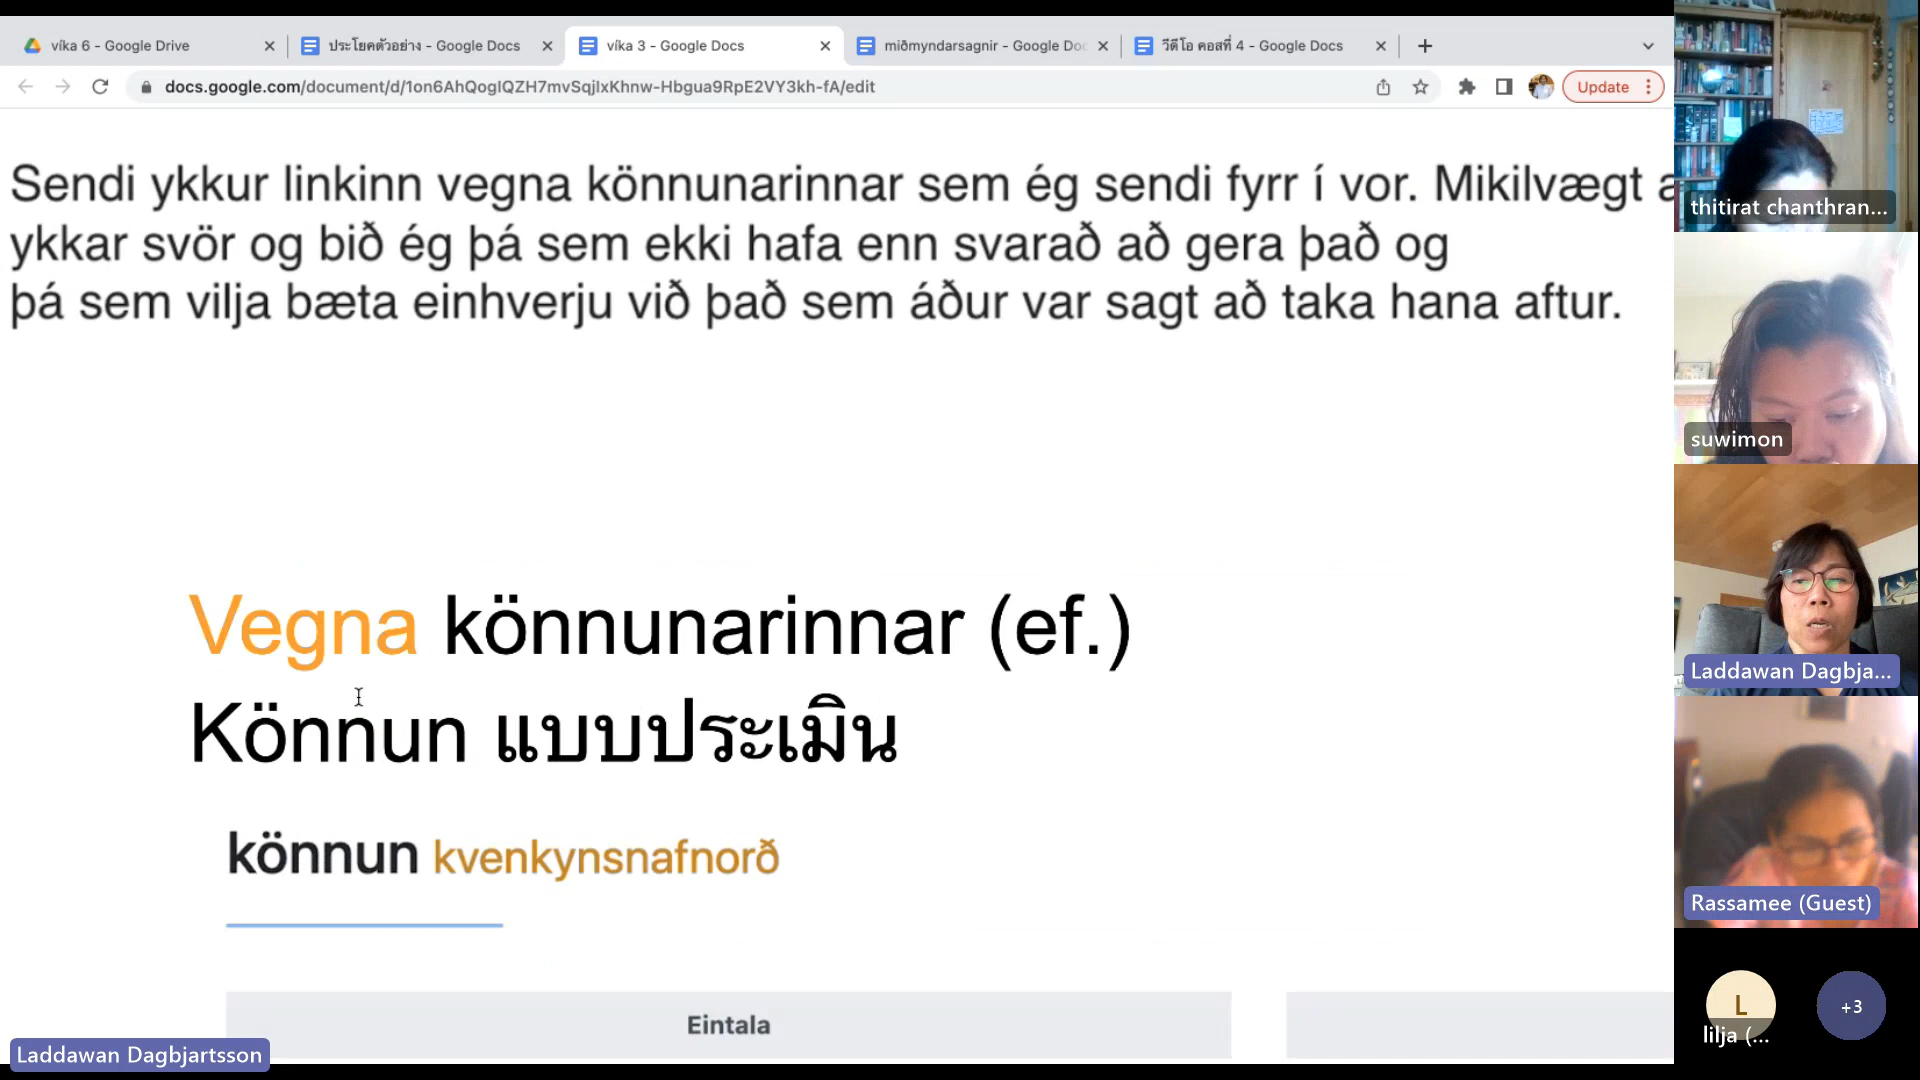 víka 6 - Google Drive
ประโยคตัวอย่าง - Google Docs
víka 3 - Google Docs
miðmyndarsagnir - Google Doc
วีดีโอ คอสที่ 4 - Google Docs
docs.google.com/document/d/1on6AhQogIQZH7mvSqjlxKhnw-Hbgua9RpE2VY3kh-fA/edit
Update
Sendi ykkur linkinn vegna könnunarinnar sem ég sendi fyrr í vor. Mikilvægt a
ykkar svör og bið ég þá sem ekki hafa enn svarað að gera það og
þá sem vilja bæta einhverju við það sem áður var sagt að taka hana aftur.
Vegna könnunarinnar (ef.)
Könnun แบบประเมิน
könnun kvenkynsnafnorð
Eintala
Laddawan Dagbjartsson
thitirat chanthran...
suwimon
Laddawan Dagbja...
Rassamee (Guest)
L
lilja (...
+3